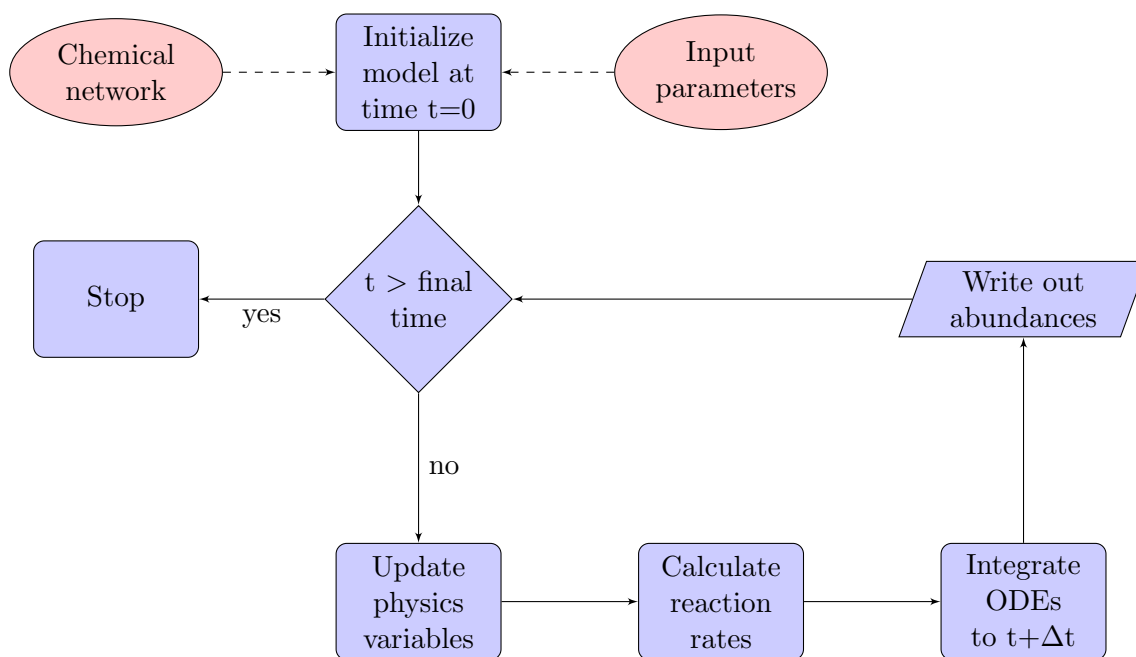 Chemical
network
Initialize
model at
time t=0
Input
parameters
Stop
yes
t > final
time
Write out
abundances
no
Update
physics
variables
Calculate
reaction
rates
Integrate
ODEs
to t+Δt